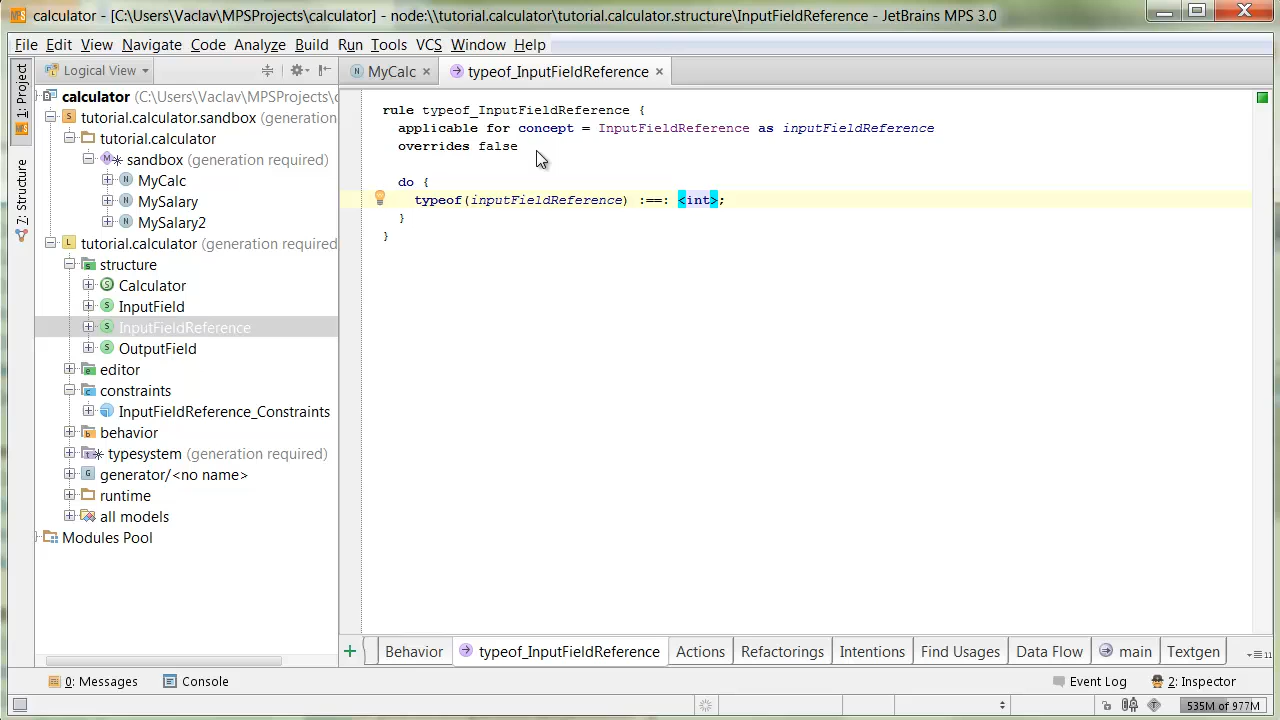 calculator - [C:\Users\Vaclav\MPSProjects\calculator] - node:\\tutorial.calculator\tutorial.calculator.structure\InputFieldReference - JetBrains MPS 3.0
File Edit View Navigate Code Analyze Build Run Tools VCS Window Help
1: Project
7: Structure
Logical View
calculator (C:\Users\Vaclav\MPSProjects\c
tutorial.calculator.sandbox (generation
tutorial.calculator
sandbox (generation required)
MyCalc
MySalary
MySalary2
tutorial.calculator (generation required)
structure
Calculator
InputField
InputFieldReference
OutputField
editor
constraints
InputFieldReference_Constraints
behavior
typesystem (generation required)
generator/<no name>
runtime
all models
Modules Pool
MyCalc typeof_InputFieldReference
rule typeof_InputFieldReference {
applicable for concept = InputFieldReference as inputFieldReference
overrides false
do {
typeof(inputFieldReference) :==: <int>;
}
}
Behavior typeof_InputFieldReference Actions Refactorings Intentions Find Usages Data Flow main Textgen
11
0: Messages Console Event Log 2: Inspector
535M of 977M